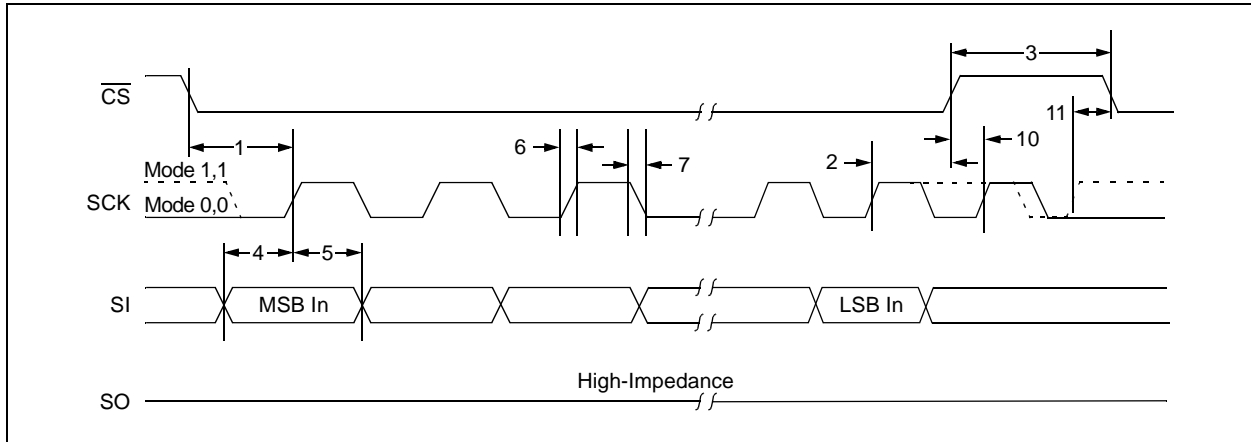 3
CS
11
1
6
7
2
10
Mode 1,1
SCK
Mode 0,0
4
5
SI
MSB In
LSB In
High-Impedance
SO